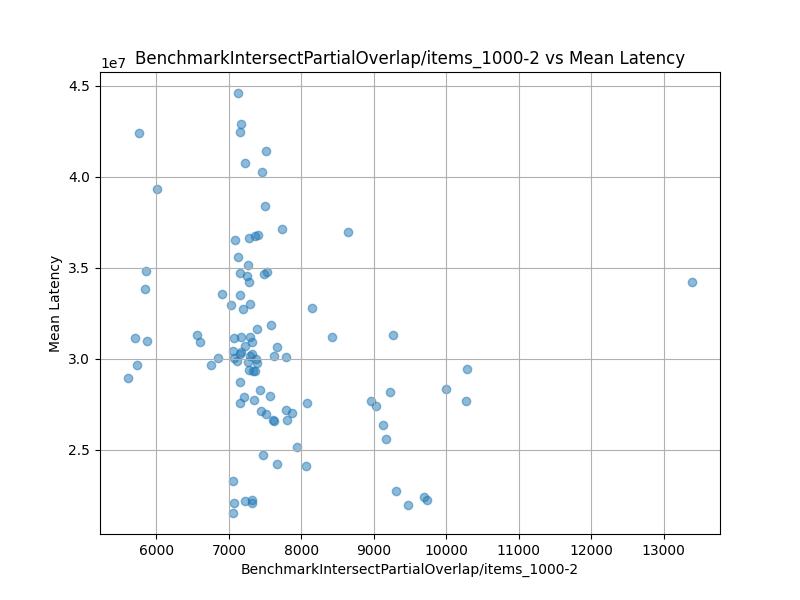 BenchmarkIntersectPartialOverlap/items_1000-2 vs Mean Latency
1e7
4.5
4.0
3.5
3.0
2.5
Mean Latency
6000 7000 8000 9000 10000 11000 12000 13000
BenchmarkIntersectPartialOverlap/items_1000-2